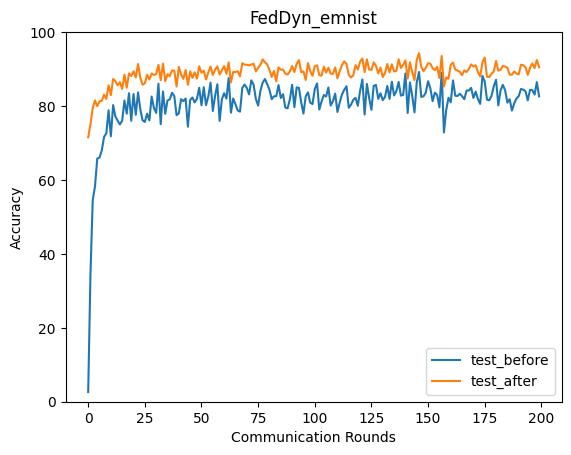 FedDyn_emnist
Accuracy
100
80
60
40
20
0
0 25 50 75 100 125 150 175 200
Communication Rounds
test_before
test_after